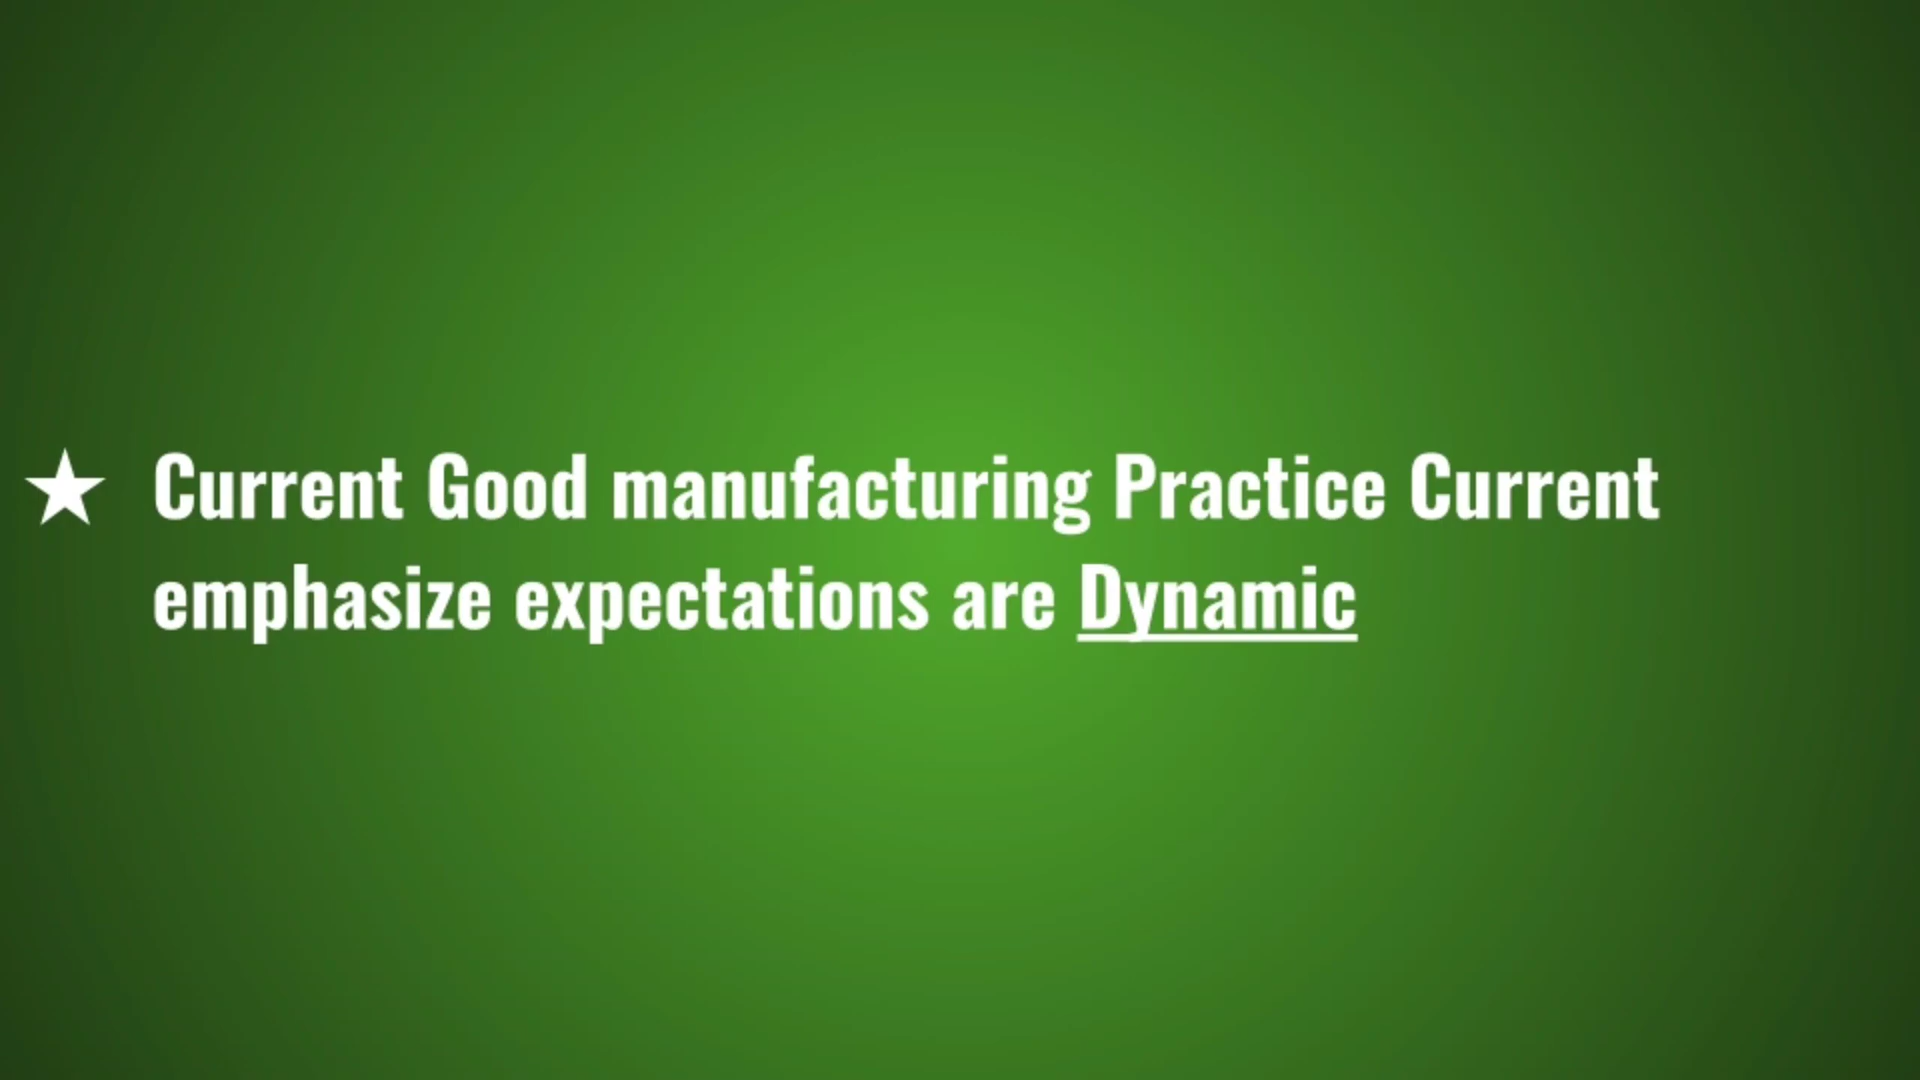 ★ Current Good manufacturing Practice Current
emphasize expectations are Dynamic